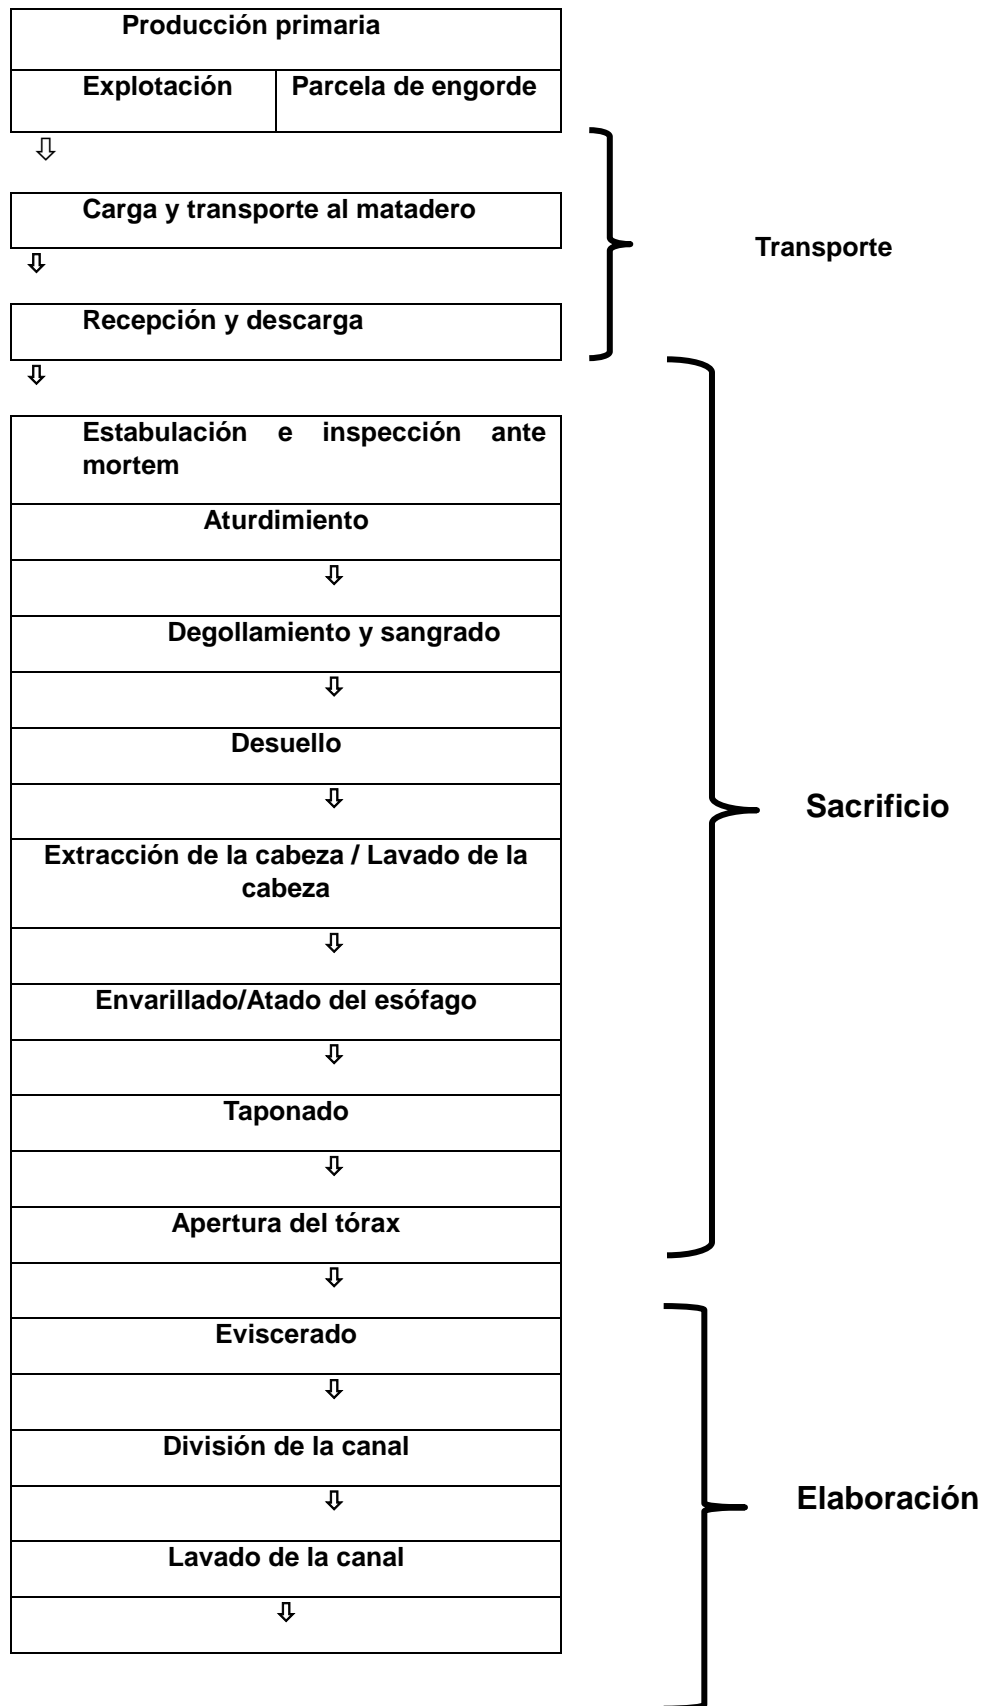 Producción primaria
Explotación
Parcela de engorde
⇩
Carga y transporte al matadero
Transporte
⇩
Recepción y descarga
⇩
Estabulación e inspección ante
mortem
Aturdimiento
⇩
Degollamiento y sangrado
⇩
Desuello
⇩
Sacrificio
Extracción de la cabeza / Lavado de la
cabeza
⇩
Envarillado/Atado del esófago
⇩
Taponado
⇩
Apertura del tórax
⇩
Eviscerado
⇩
División de la canal
⇩
Elaboración
Lavado de la canal
⇩